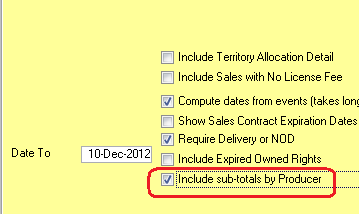 Include Territory Allocation Detail
Include Sales with No License Fee
Compute dates from events (takes long
Show Sales Contract Expiration Dates
Require Delivery or NOD
Date To 10-Dec-2012
Include Expired Owned Rights
Include sub-totals by Producer